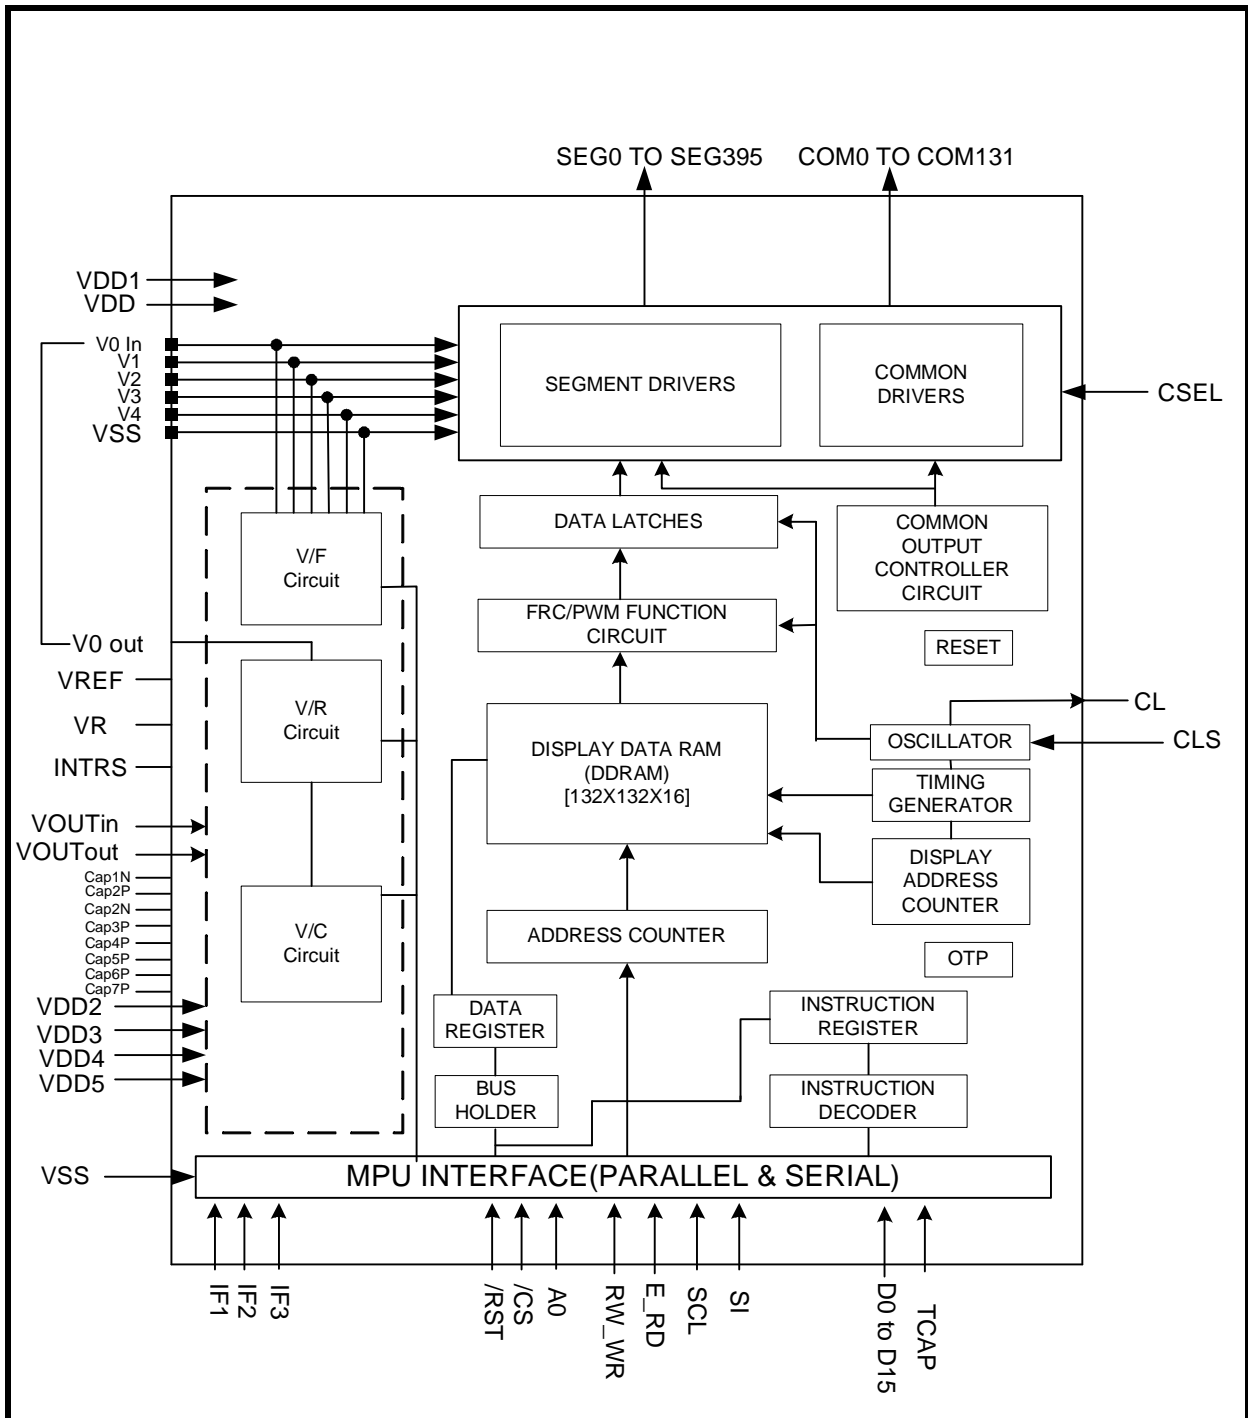 SEG0 TO SEG395
COM0 TO COM131
VDD1
VDD
V0 In
V1
V2
V3
V4
VSS
SEGMENT DRIVERS
COMMON
DRIVERS
CSEL
DATA LATCHES
COMMON
OUTPUT
CONTROLLER
CIRCUIT
V/F
Circuit
FRC/PWM FUNCTION
CIRCUIT
RESET
V0 out
VREF
VR
INTRS
V/R
Circuit
DISPLAY DATA RAM
(DDRAM)
[132X132X16]
OSCILLATOR
CL
CLS
TIMING
GENERATOR
DISPLAY
ADDRESS
COUNTER
VOUTin
VOUTout
Cap1N
Cap2P
Cap2N
Cap3P
Cap4P
Cap5P
Cap6P
Cap7P
V/C
Circuit
ADDRESS COUNTER
OTP
VDD2
VDD3
VDD4
VDD5
DATA
REGISTER
INSTRUCTION
REGISTER
BUS
HOLDER
INSTRUCTION
DECODER
VSS
MPU INTERFACE(PARALLEL & SERIAL)
IF1
IF2
IF3
/RST
/CS
A0
RW_WR
E_RD
SCL
SI
D0 to D15
TCAP